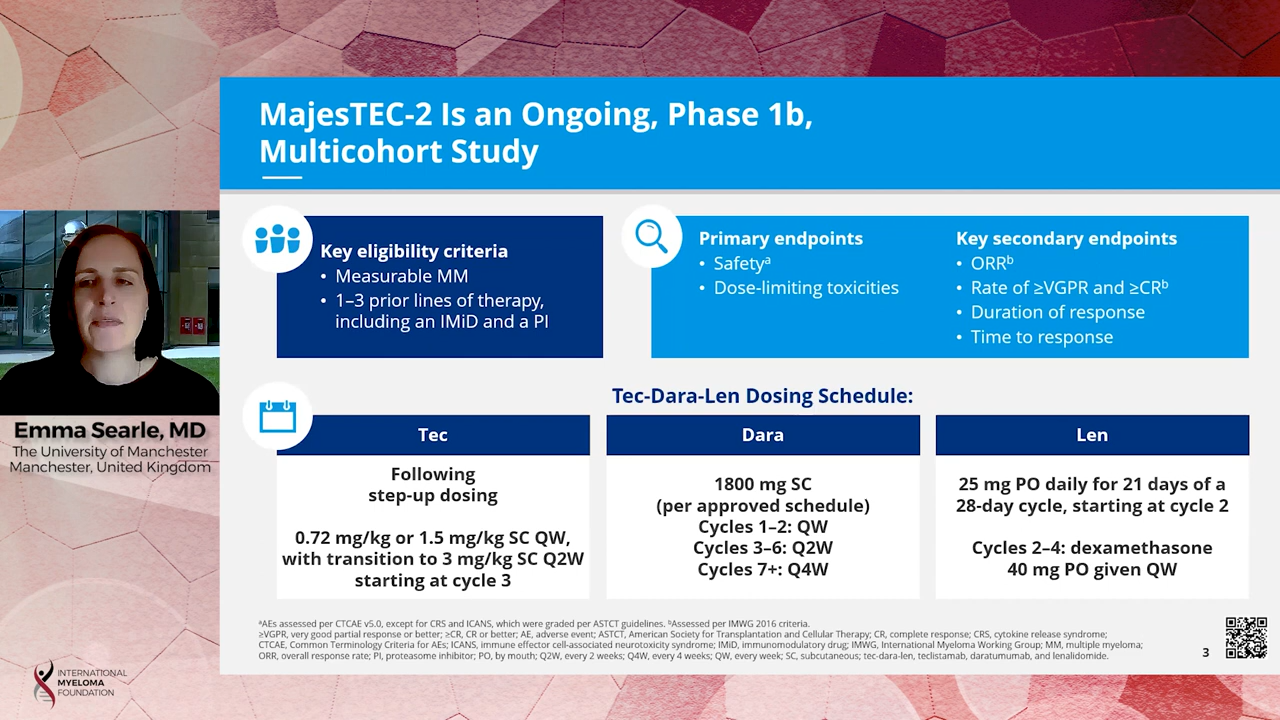 MajesTEC-2 Is an Ongoing, Phase 1b,
Multicohort Study
Key eligibility criteria
• Measurable MM
• 1–3 prior lines of therapy,
including an IMiD and a PI
Primary endpoints
• Safetyᵃ
• Dose-limiting toxicities
Key secondary endpoints
• ORRᵇ
• Rate of ≥VGPR and ≥CRᵇ
• Duration of response
• Time to response
Emma Searle, MD
The University of Manchester
Manchester, United Kingdom
Tec-Dara-Len Dosing Schedule:
Tec
Following
step-up dosing
0.72 mg/kg or 1.5 mg/kg SC QW,
with transition to 3 mg/kg SC Q2W
starting at cycle 3
Dara
1800 mg SC
(per approved schedule)
Cycles 1–2: QW
Cycles 3–6: Q2W
Cycles 7+: Q4W
Len
25 mg PO daily for 21 days of a
28-day cycle, starting at cycle 2
Cycles 2–4: dexamethasone
40 mg PO given QW
ᵃAEs assessed per CTCAE v5.0, except for CRS and ICANS, which were graded per ASTCT guidelines. ᵇAssessed per IMWG 2016 criteria.
≥VGPR, very good partial response or better; ≥CR, CR or better; AE, adverse event; ASTCT, American Society for Transplantation and Cellular Therapy; CR, complete response; CRS, cytokine release syndrome;
CTCAE, Common Terminology Criteria for AEs; ICANS, immune effector cell-associated neurotoxicity syndrome; IMiD, immunomodulatory drug; IMWG, International Myeloma Working Group; MM, multiple myeloma;
ORR, overall response rate; PI, proteasome inhibitor; PO, by mouth; Q2W, every 2 weeks; Q4W, every 4 weeks; QW, every week; SC, subcutaneous; tec-dara-len, teclistamab, daratumumab, and lenalidomide.
3
INTERNATIONAL
MYELOMA
FOUNDATION